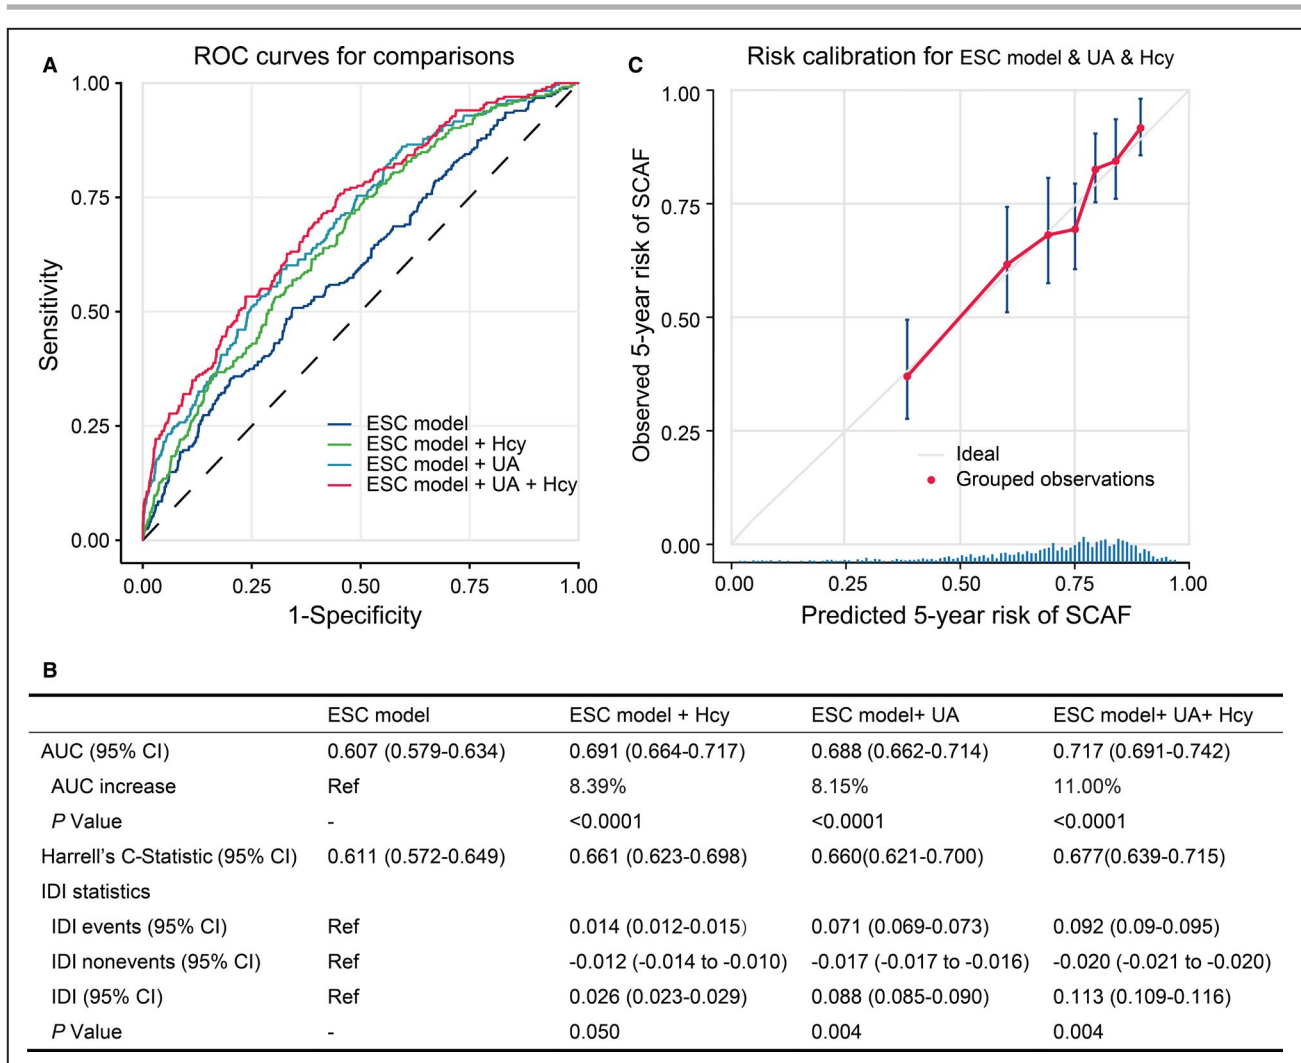 A
ROC curves for comparisons
1.00
0.75
0.50
0.25
0.00
Sensitivity
ESC model
ESC model + Hcy
ESC model + UA
ESC model + UA + Hcy
0.00 0.25 0.50 0.75 1.00
1-Specificity
C
Risk calibration for ESC model & UA & Hcy
1.00
0.75
0.50
0.25
0.00
Observed 5-year risk of SCAF
Ideal
Grouped observations
0.00 0.25 0.50 0.75 1.00
Predicted 5-year risk of SCAF
B
ESC model ESC model + Hcy ESC model+ UA ESC model+ UA+ Hcy
AUC (95% CI) 0.607 (0.579-0.634) 0.691 (0.664-0.717) 0.688 (0.662-0.714) 0.717 (0.691-0.742)
AUC increase Ref 8.39% 8.15% 11.00%
P Value - <0.0001 <0.0001 <0.0001
Harrell's C-Statistic (95% CI) 0.611 (0.572-0.649) 0.661 (0.623-0.698) 0.660(0.621-0.700) 0.677(0.639-0.715)
IDI statistics
IDI events (95% CI) Ref 0.014 (0.012-0.015) 0.071 (0.069-0.073) 0.092 (0.09-0.095)
IDI nonevents (95% CI) Ref -0.012 (-0.014 to -0.010) -0.017 (-0.017 to -0.016) -0.020 (-0.021 to -0.020)
IDI (95% CI) Ref 0.026 (0.023-0.029) 0.088 (0.085-0.090) 0.113 (0.109-0.116)
P Value - 0.050 0.004 0.004